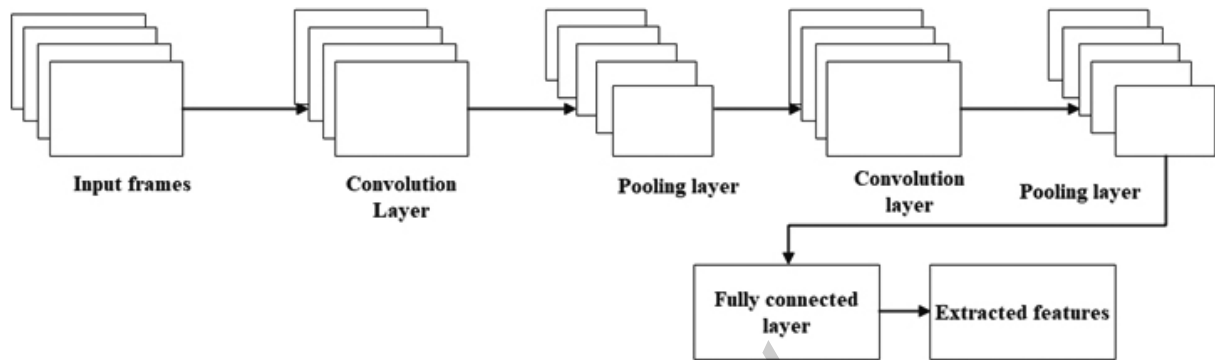 Input frames
Convolution
Layer
Pooling layer
Convolution
layer
Pooling layer
Fully connected
layer
Extracted features